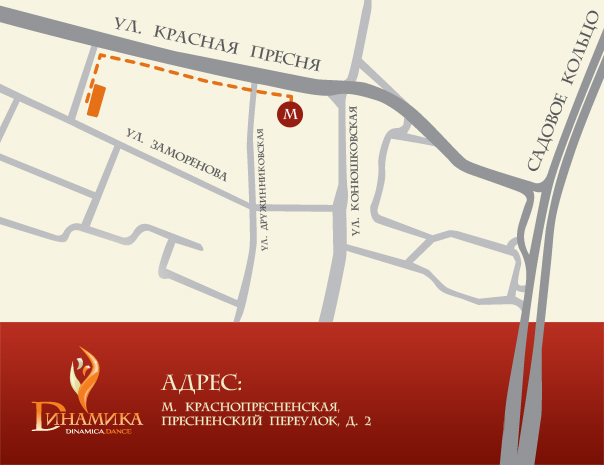 УЛ. КРАСНАЯ ПРЕСНЯ
САДОВОЕ КОЛЬЦО
М
УЛ. ЗАМОРЕНОВА
УЛ. ДРУЖИННИКОВСКАЯ
УЛ. КОНЮШКОВСКАЯ
ДИНАМИКА
DINAMICA DANCE
АДРЕС:
М. КРАСНОПРЕСНЕНСКАЯ,
ПРЕСНЕНСКИЙ ПЕРЕУЛОК, Д. 2